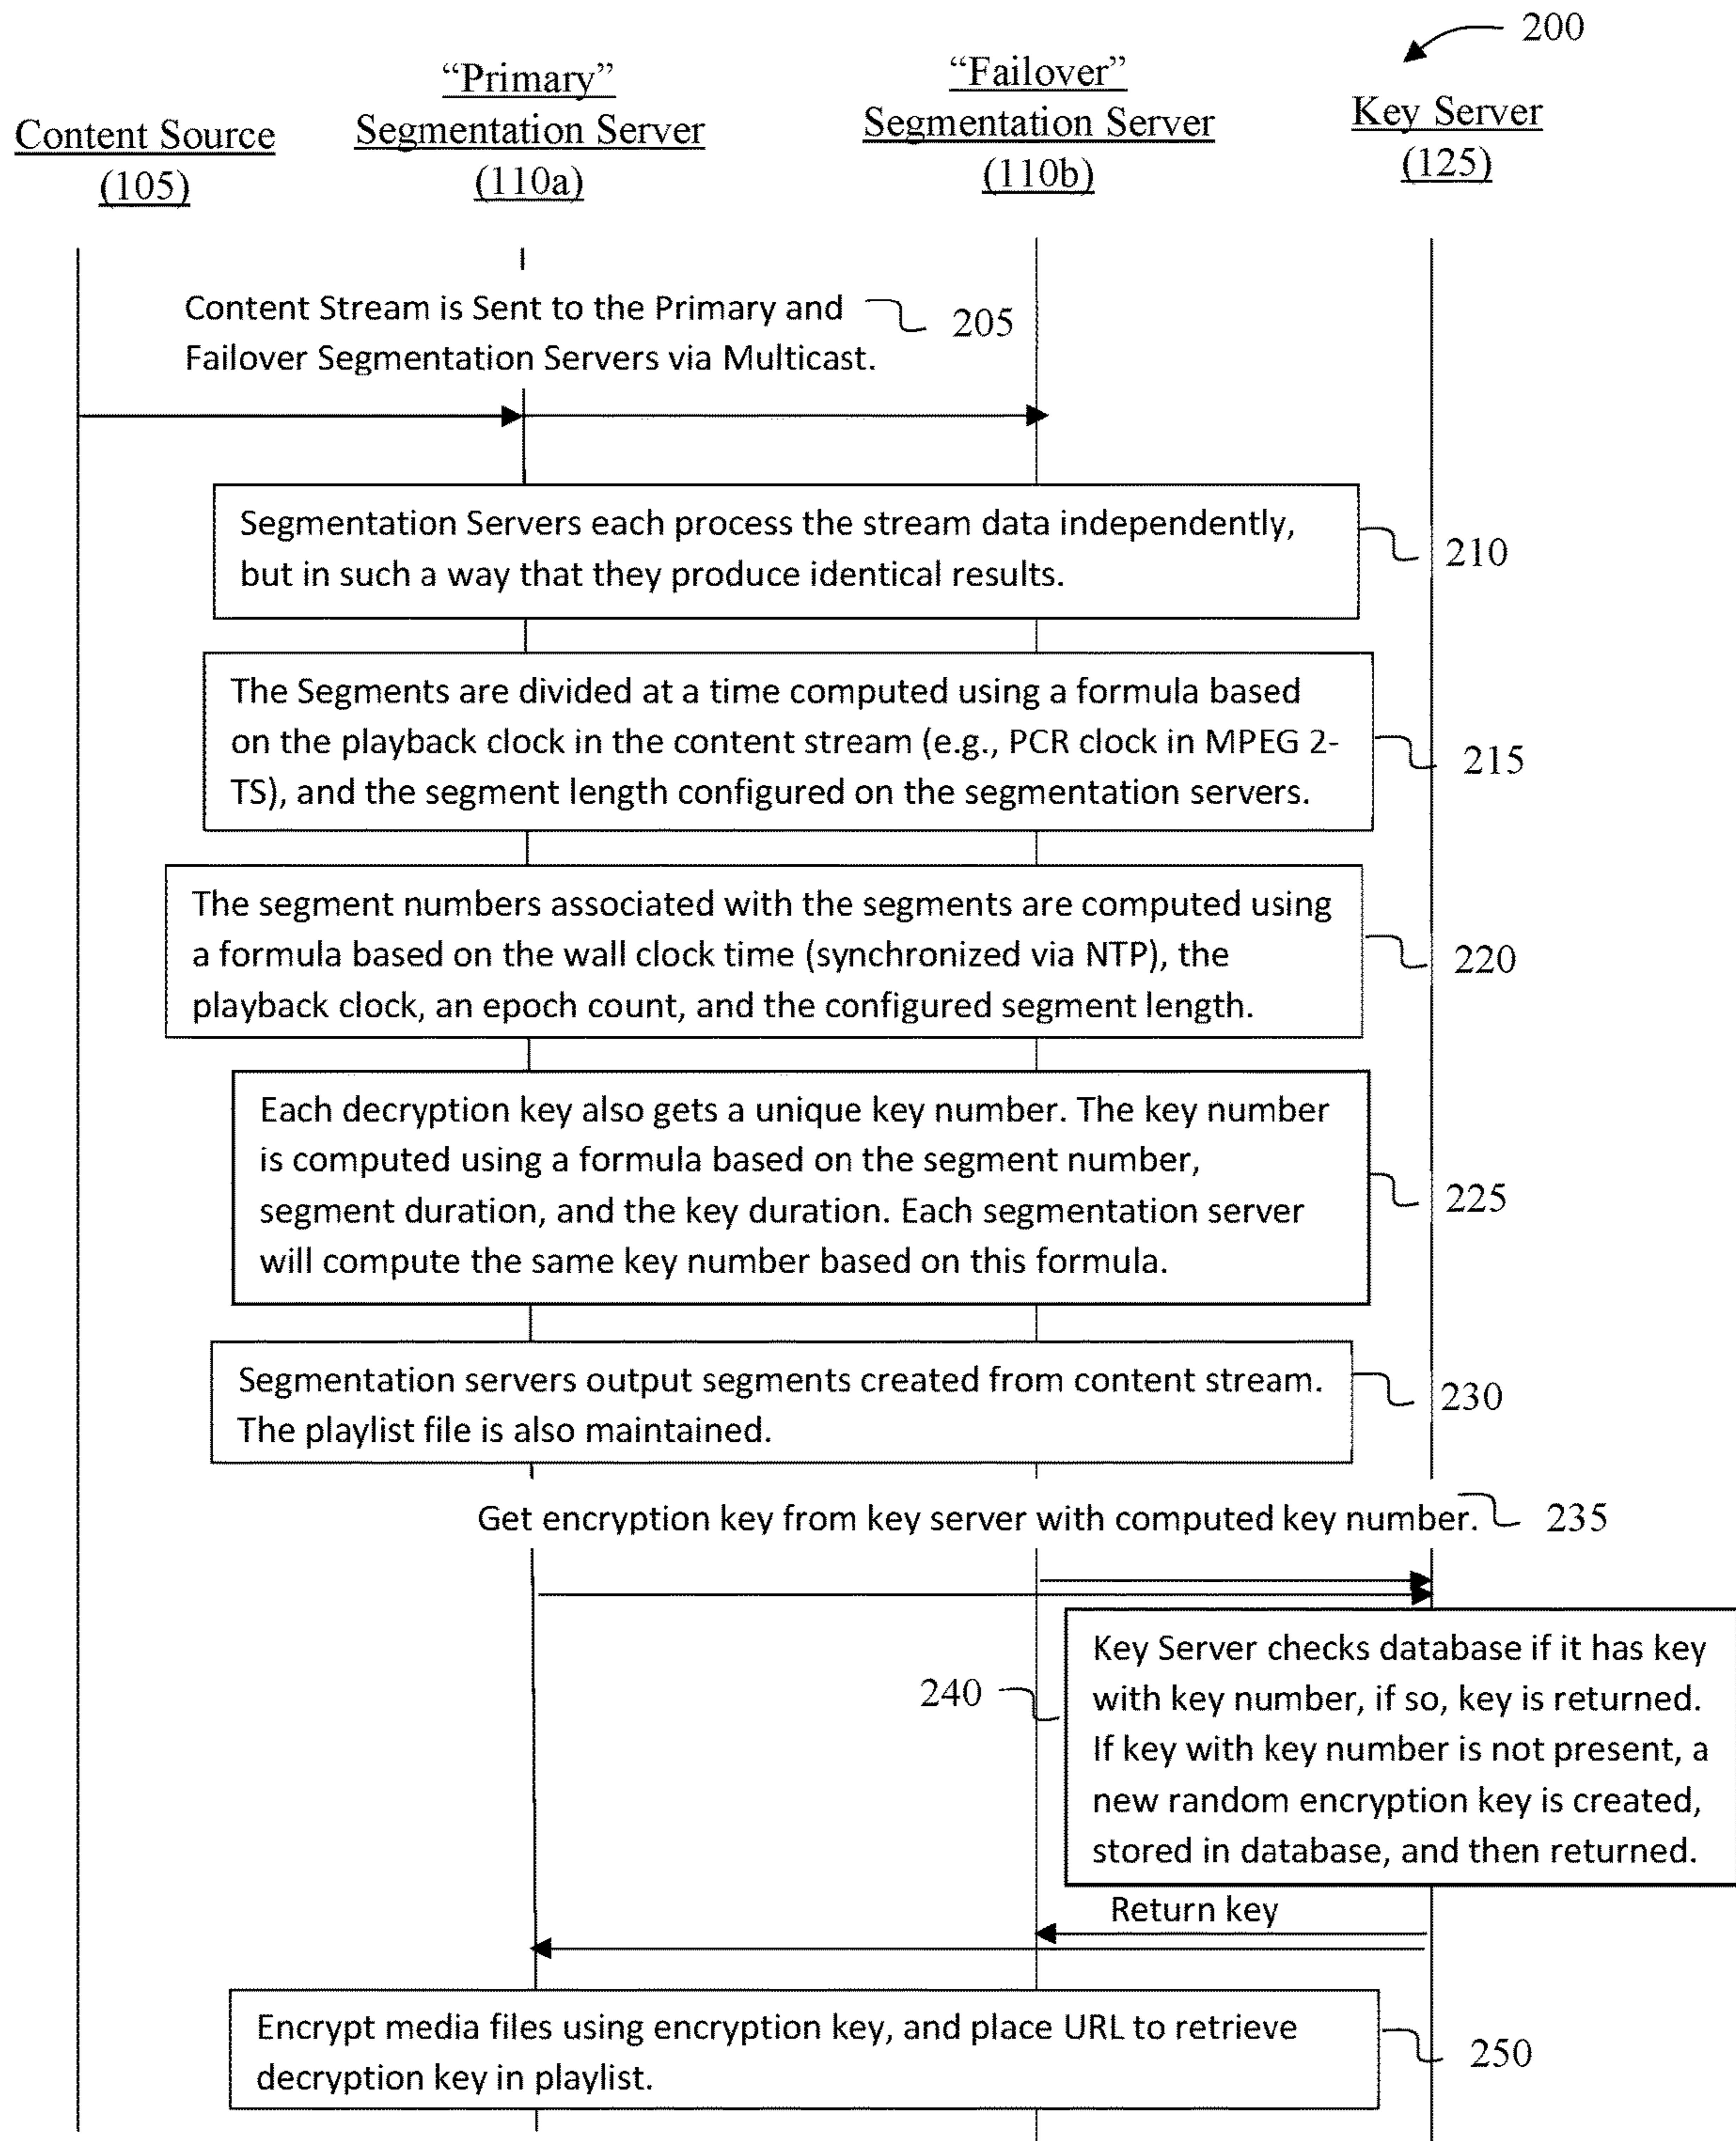 200
"Primary"
"Failover"
Content Source
Segmentation Server
Segmentation Server
Key Server
(105)
(110a)
(110b)
(125)
Content Stream is Sent to the Primary and
Failover Segmentation Servers via Multicast.
205
Segmentation Servers each process the stream data independently,
but in such a way that they produce identical results.
210
The Segments are divided at a time computed using a formula based
on the playback clock in the content stream (e.g., PCR clock in MPEG 2-
TS), and the segment length configured on the segmentation servers.
215
The segment numbers associated with the segments are computed using
a formula based on the wall clock time (synchronized via NTP), the
playback clock, an epoch count, and the configured segment length.
220
Each decryption key also gets a unique key number. The key number
is computed using a formula based on the segment number,
segment duration, and the key duration. Each segmentation server
will compute the same key number based on this formula.
225
Segmentation servers output segments created from content stream.
The playlist file is also maintained.
230
Get encryption key from key server with computed key number.
235
Key Server checks database if it has key
with key number, if so, key is returned.
If key with key number is not present, a
new random encryption key is created,
stored in database, and then returned.
240
Return key
Encrypt media files using encryption key, and place URL to retrieve
decryption key in playlist.
250